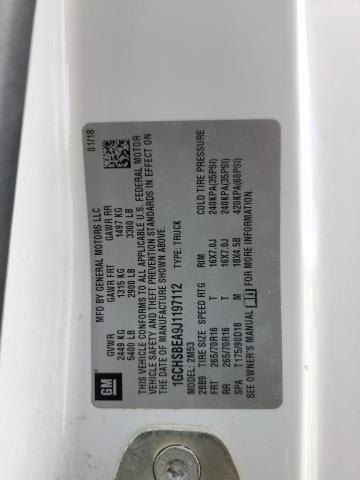 MFD BY GENERAL MOTORS LLC
01/18
GVWR GAWR FRT GAWR RR
2449 KG 1315 KG 1497 KG
5400 LB 2900 LB 3300 LB
THIS VEHICLE CONFORMS TO ALL APPLICABLE U.S. FEDERAL MOTOR
VEHICLE SAFETY AND THEFT PREVENTION STANDARDS IN EFFECT ON
THE DATE OF MANUFACTURE SHOWN ABOVE.
1GCHSBEA9J1197112
TYPE: TRUCK
MODEL: 2M53
2BB9 TIRE SIZE SPEED RTG RIM COLD TIRE PRESSURE
FRT 265/70R16 S 16X7.0J 240KPA(35PSI)
RR 265/70R16 S 16X7.0J 240KPA(35PSI)
SPA T175/90D18 M 18X4.5B 420KPA(60PSI)
SEE OWNER'S MANUAL FOR MORE INFORMATION.
GM